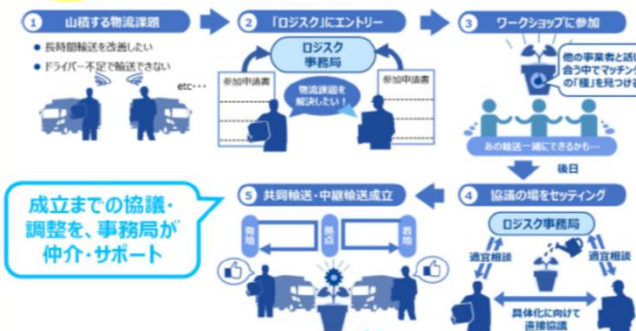 1 山積する物流課題
● 長時間輸送を改善したい
● ドライバー不足で輸送できない
etc・・・
2 「ロジスク」にエントリー
ロジスク
事務局
参加申請書
参加申請書
物流課題を
解決したい！
3 ワークショップに参加
他の事業者と話し
合う中でマッチング
の「種」を見つける
あの輸送一緒にできるかも…
後日
4 協議の場をセッティング
ロジスク事務局
適宜相談
適宜相談
具体化に向けて
直接協議
5 共同輸送・中継輸送成立
発地
拠点
着地
成立までの協議・
調整を、事務局が
仲介・サポート